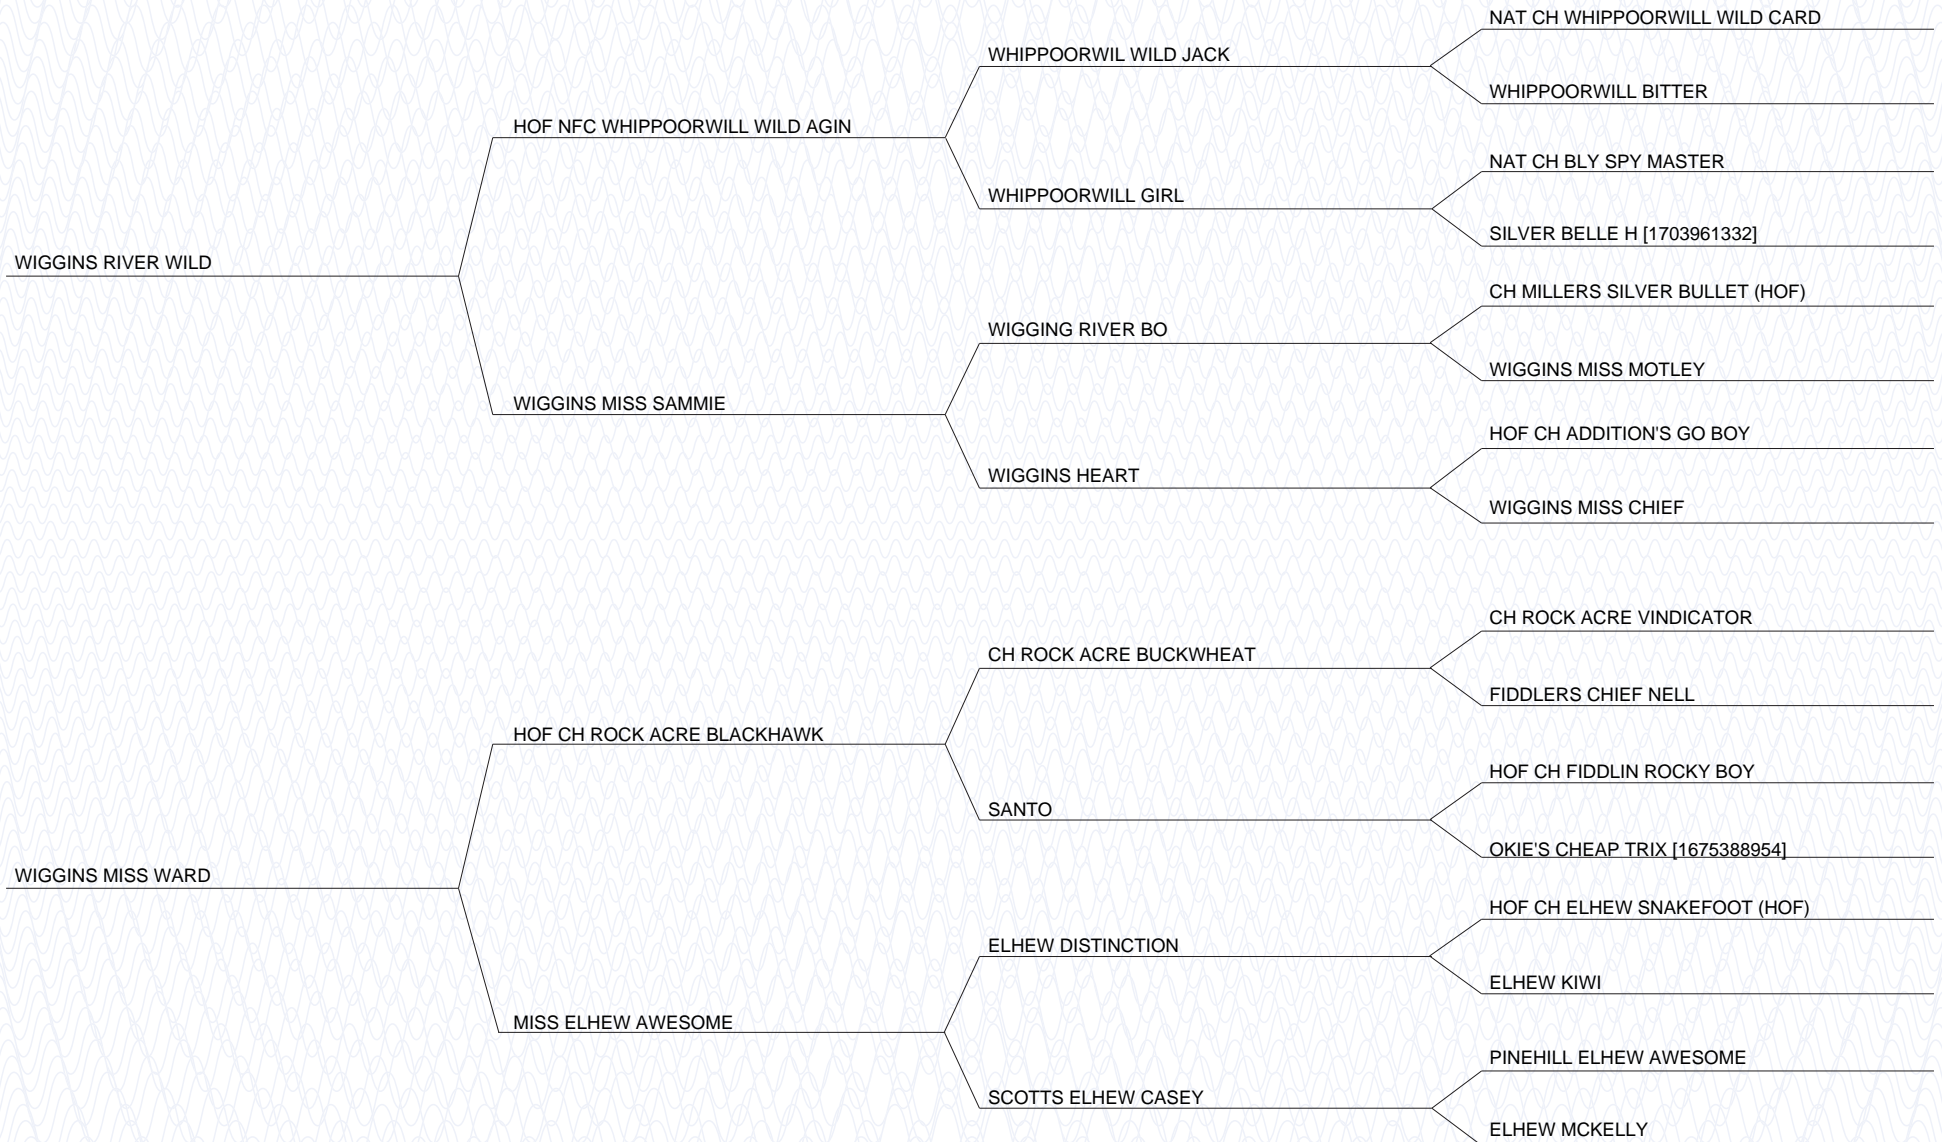 NAT CH WHIPPOORWILL WILD CARD
WHIPPOORWIL WILD JACK
WHIPPOORWILL BITTER
HOF NFC WHIPPOORWILL WILD AGIN
NAT CH BLY SPY MASTER
WHIPPOORWILL GIRL
SILVER BELLE H [1703961332]
WIGGINS RIVER WILD
CH MILLERS SILVER BULLET (HOF)
WIGGING RIVER BO
WIGGINS MISS MOTLEY
WIGGINS MISS SAMMIE
HOF CH ADDITION'S GO BOY
WIGGINS HEART
WIGGINS MISS CHIEF
CH ROCK ACRE VINDICATOR
CH ROCK ACRE BUCKWHEAT
FIDDLERS CHIEF NELL
HOF CH ROCK ACRE BLACKHAWK
HOF CH FIDDLIN ROCKY BOY
SANTO
OKIE'S CHEAP TRIX [1675388954]
WIGGINS MISS WARD
HOF CH ELHEW SNAKEFOOT (HOF)
ELHEW DISTINCTION
ELHEW KIWI
MISS ELHEW AWESOME
PINEHILL ELHEW AWESOME
SCOTTS ELHEW CASEY
ELHEW MCKELLY